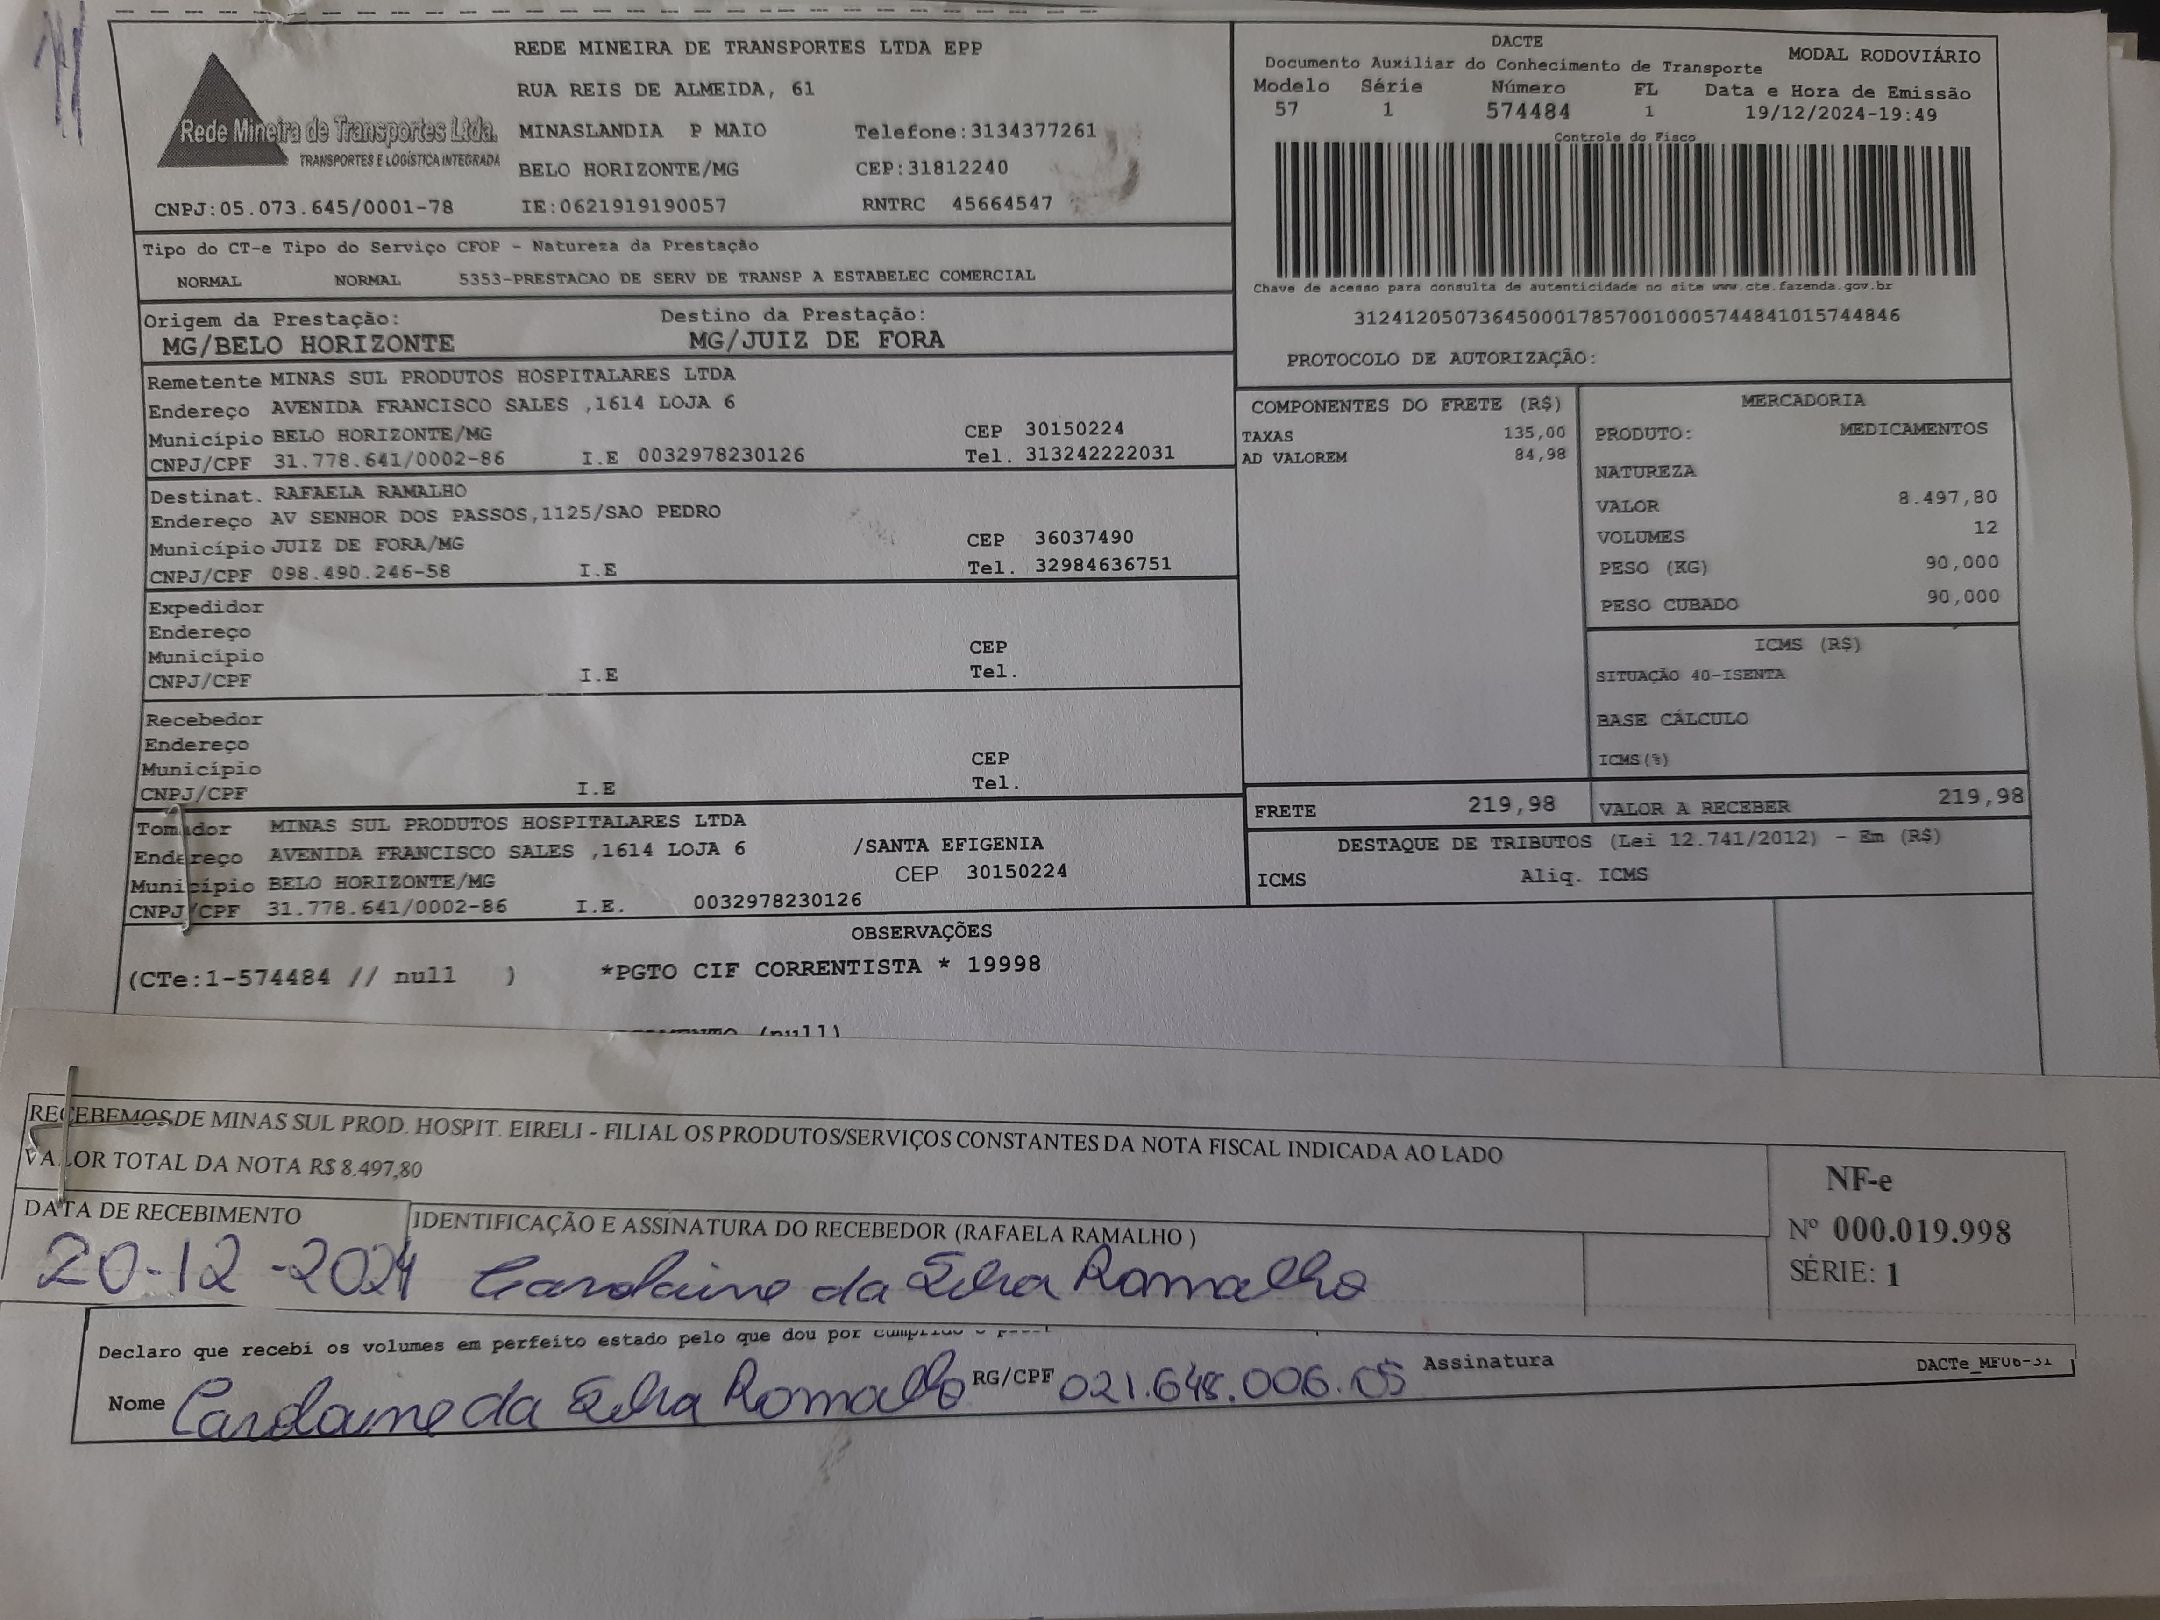 REDE MINEIRA DE TRANSPORTES LTDA EPP
RUA REIS DE ALMEIDA, 61
Rede Mineira de Transportes Ltda.
TRANSPORTES E LOGÍSTICA INTEGRADA
MINASLANDIA P MAIO Telefone:3134377261
BELO HORIZONTE/MG CEP:31812240
CNPJ:05.073.645/0001-78 IE:0621919190057 RNTRC 45664547
DACTE
Documento Auxiliar do Conhecimento de Transporte MODAL RODOVIÁRIO
Modelo Série Número FL Data e Hora de Emissão
57 1 574484 1 19/12/2024-19:49
Controle do Fisco
Chave de acesso para consulta de autenticidade no site www.cte.fazenda.gov.br
31241205073645000178570010005744841015744846
PROTOCOLO DE AUTORIZAÇÃO:
Tipo do CT-e Tipo do Serviço CFOP - Natureza da Prestação
NORMAL NORMAL 5353-PRESTACAO DE SERV DE TRANSP A ESTABELEC COMERCIAL
Origem da Prestação: Destino da Prestação:
MG/BELO HORIZONTE MG/JUIZ DE FORA
Remetente MINAS SUL PRODUTOS HOSPITALARES LTDA
Endereço AVENIDA FRANCISCO SALES ,1614 LOJA 6
Município BELO HORIZONTE/MG CEP 30150224
CNPJ/CPF 31.778.641/0002-86 I.E 0032978230126 Tel. 313242222031
Destinat. RAFAELA RAMALHO
Endereço AV SENHOR DOS PASSOS,1125/SAO PEDRO
Município JUIZ DE FORA/MG CEP 36037490
CNPJ/CPF 098.490.246-58 I.E Tel. 32984636751
Expedidor
Endereço
Município CEP
CNPJ/CPF I.E Tel.
Recebedor
Endereço
Município CEP
CNPJ/CPF I.E Tel.
Tomador MINAS SUL PRODUTOS HOSPITALARES LTDA
Endereço AVENIDA FRANCISCO SALES ,1614 LOJA 6 /SANTA EFIGENIA
Município BELO HORIZONTE/MG CEP 30150224
CNPJ/CPF 31.778.641/0002-86 I.E. 0032978230126
COMPONENTES DO FRETE (R$)
TAXAS 135,00
AD VALOREM 84,98
MERCADORIA
PRODUTO: MEDICAMENTOS
NATUREZA
VALOR 8.497,80
VOLUMES 12
PESO (KG) 90,000
PESO CUBADO 90,000
ICMS (R$)
SITUAÇÃO 40-ISENTA
BASE CÁLCULO
ICMS(%)
FRETE 219,98 VALOR A RECEBER 219,98
DESTAQUE DE TRIBUTOS (Lei 12.741/2012) - Em (R$)
ICMS Aliq. ICMS
OBSERVAÇÕES
(CTe:1-574484 // null ) *PGTO CIF CORRENTISTA * 19998
(null)
RECEBEMOS DE MINAS SUL PROD. HOSPIT. EIRELI - FILIAL OS PRODUTOS/SERVIÇOS CONSTANTES DA NOTA FISCAL INDICADA AO LADO
VALOR TOTAL DA NOTA R$ 8.497,80
DATA DE RECEBIMENTO IDENTIFICAÇÃO E ASSINATURA DO RECEBEDOR (RAFAELA RAMALHO )
20-12-2024 Carolaine da Silva Ramalho
NF-e
Nº 000.019.998
SÉRIE: 1
Declaro que recebi os volumes em perfeito estado pelo que dou por
Nome Carolaine da Silva Ramalho RG/CPF 021.648.006.05 Assinatura